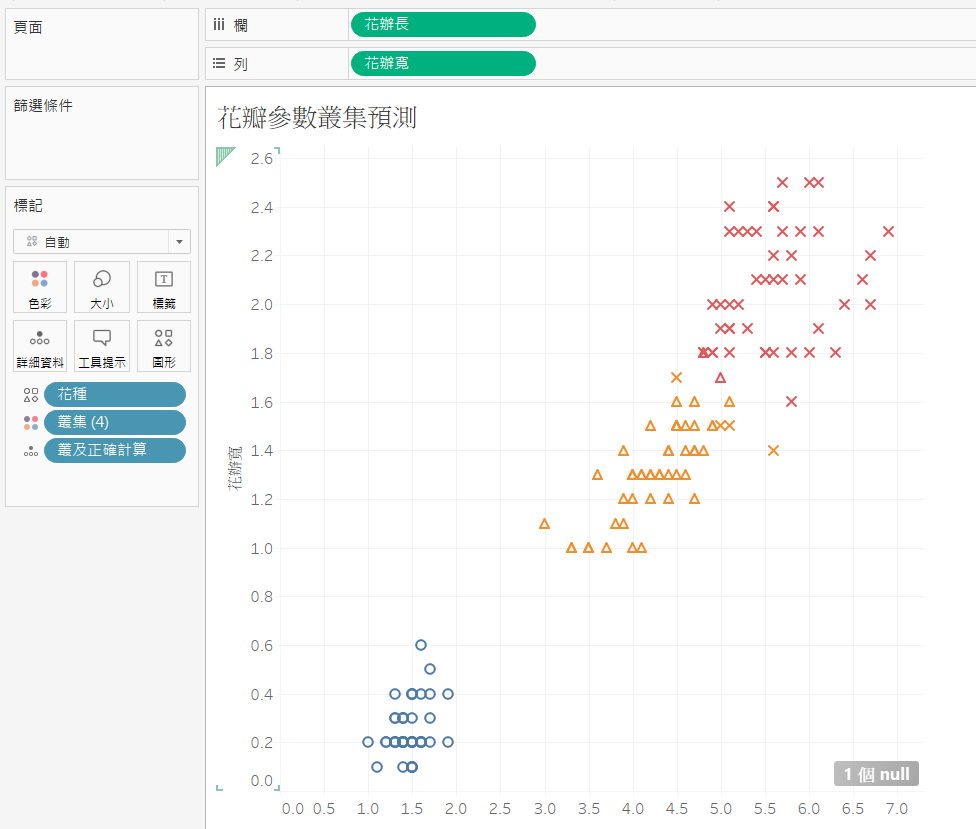 頁面
iii 欄 花辦長
列 花辦寬
篩選條件
花瓣參數叢集預測
標記
自動
色彩 大小 標籤
詳細資料 工具提示 圖形
花種
叢集 (4)
叢及正確計算
花辦寬
2.6
2.4
2.2
2.0
1.8
1.6
1.4
1.2
1.0
0.8
0.6
0.4
0.2
0.0
1 個 null
0.0 0.5 1.0 1.5 2.0 2.5 3.0 3.5 4.0 4.5 5.0 5.5 6.0 6.5 7.0